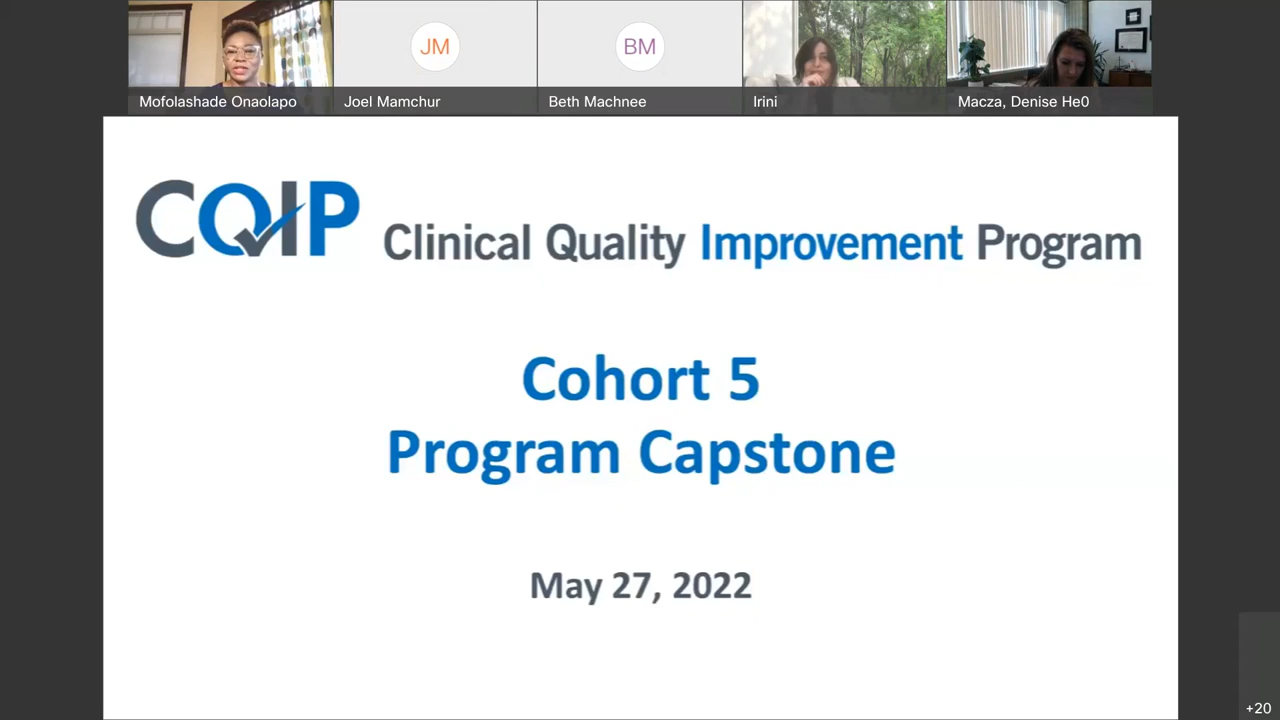 JM
BM
Mofolashade Onaolapo
Joel Mamchur
Beth Machnee
Irini
Macza, Denise He0
CQIP Clinical Quality Improvement Program
Cohort 5
Program Capstone
May 27, 2022
+20